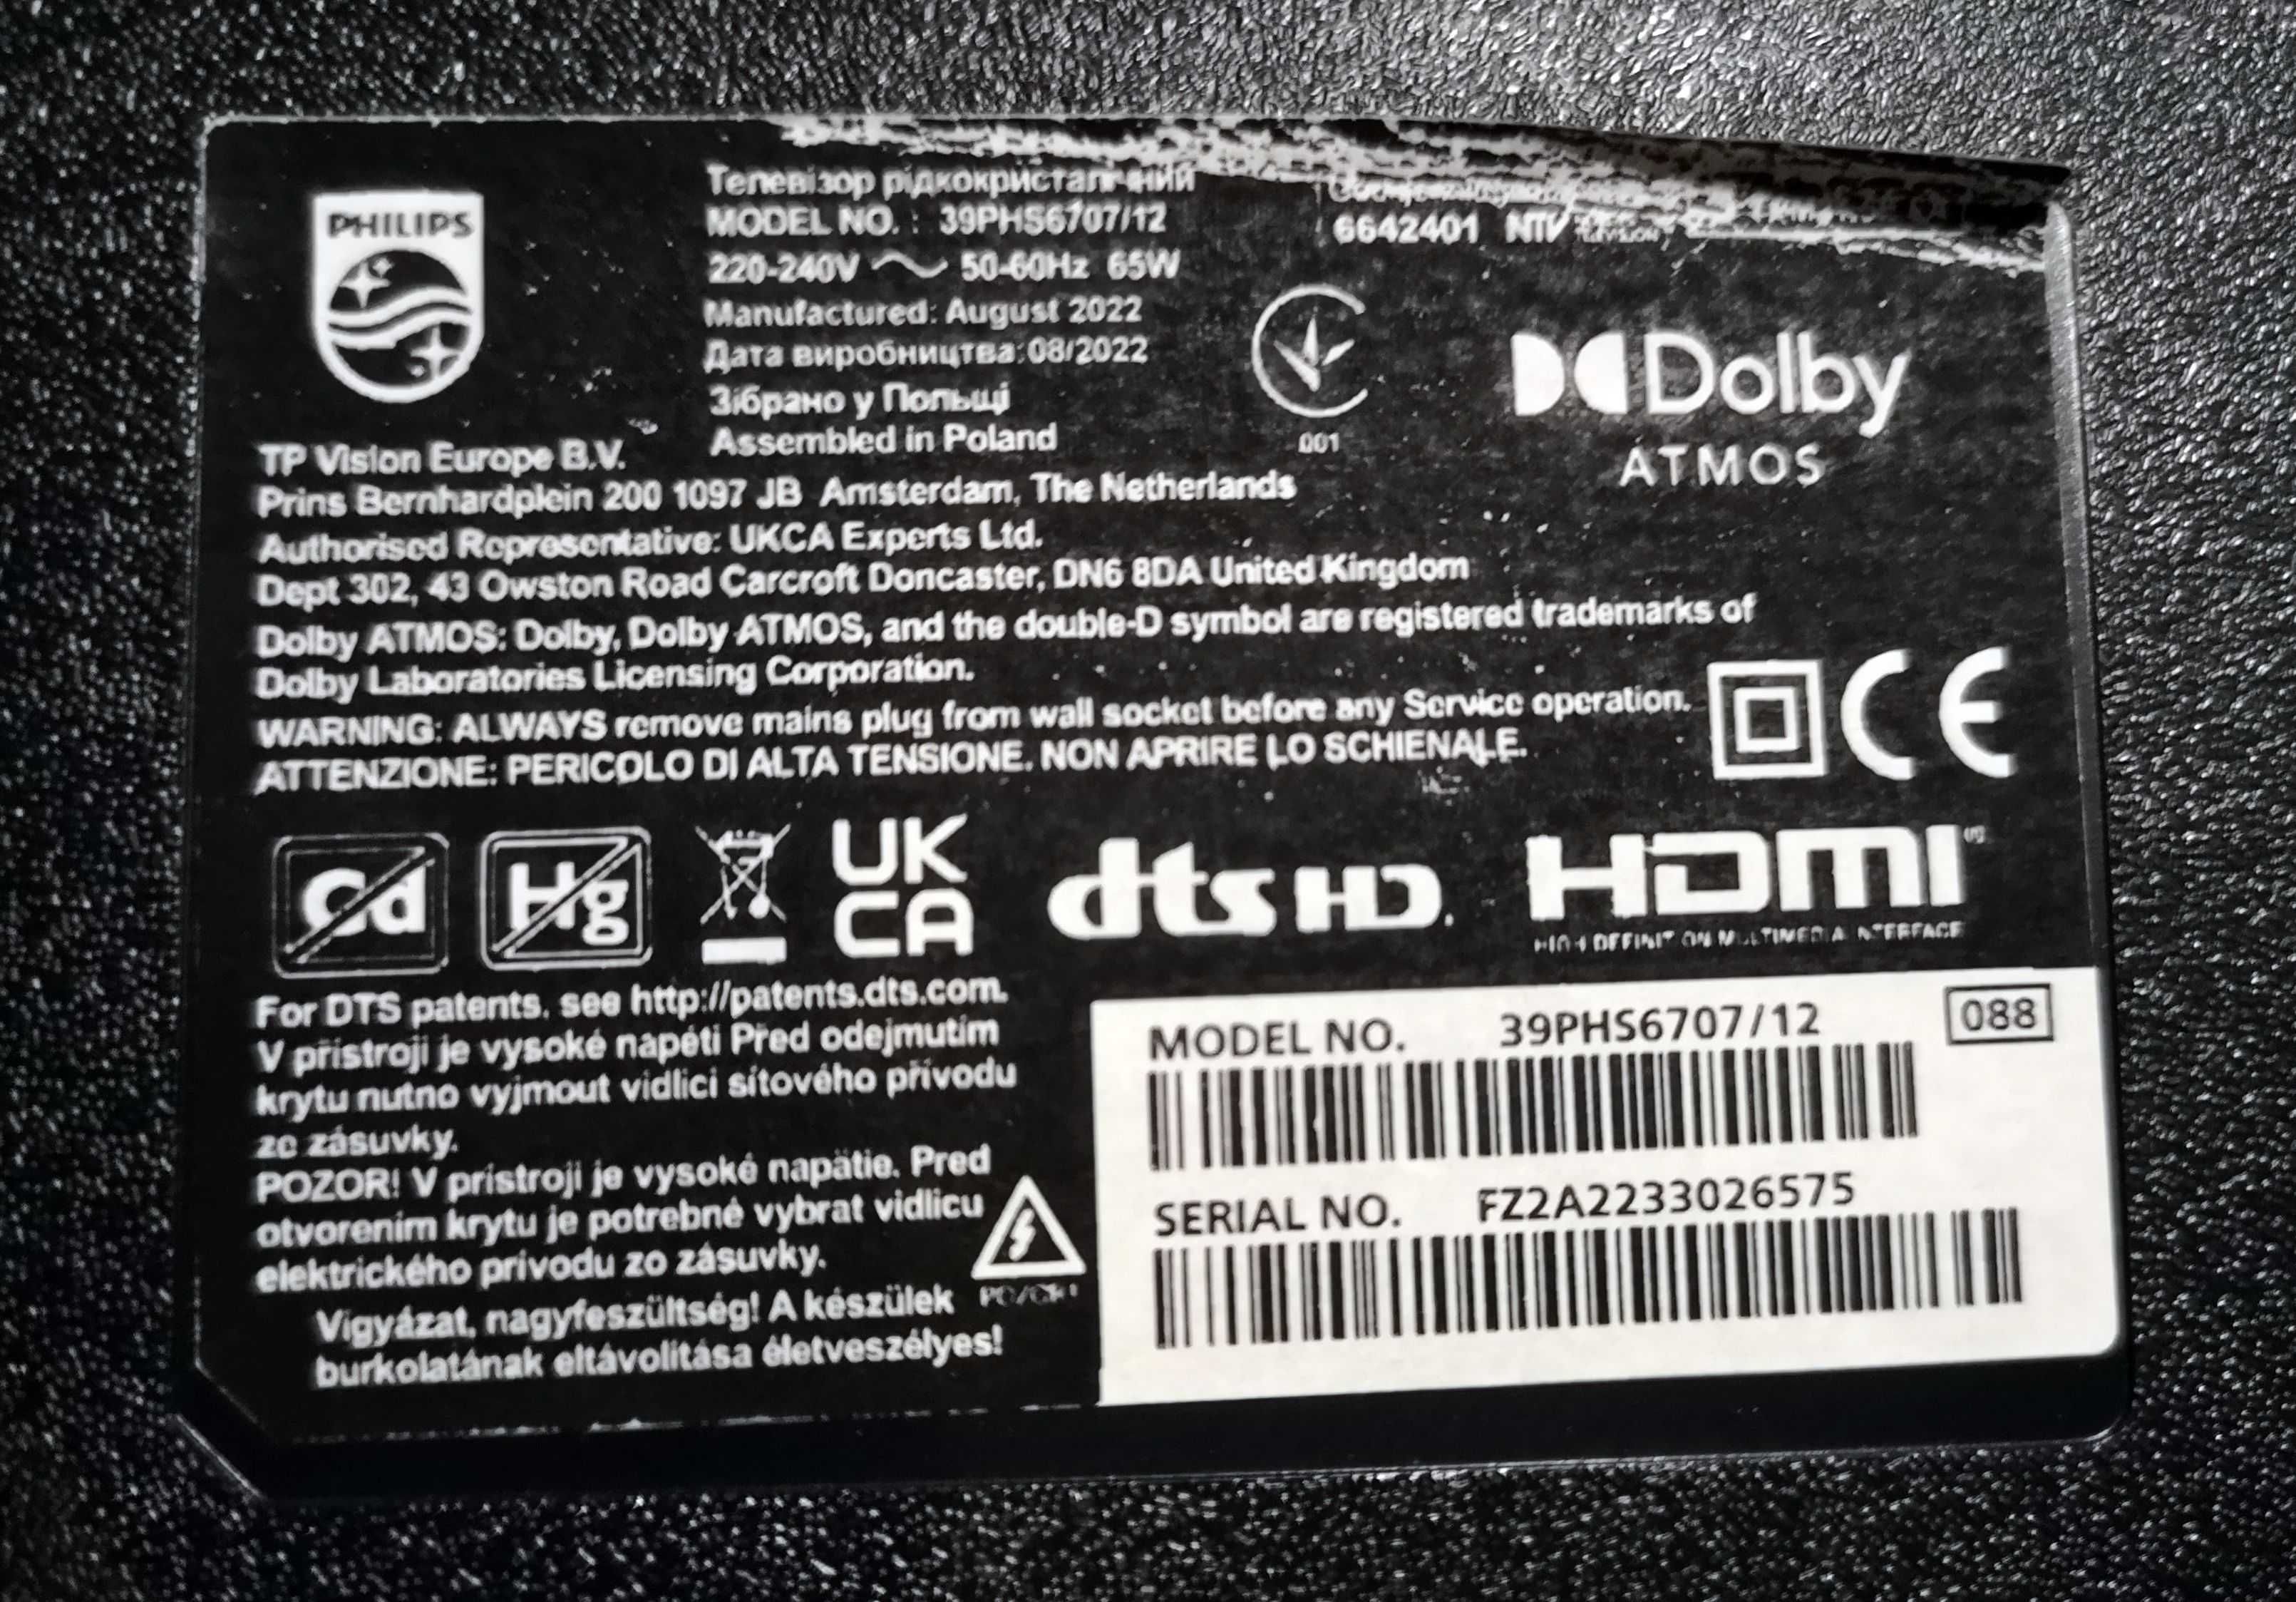 PHILIPS
Телевізор рідкокристалічний
MODEL NO. : 39PHS6707/12
220-240V ~ 50-60Hz 65W
Manufactured: August 2022
Дата виробництва: 08/2022
Зібрано у Польщі
Assembled in Poland
6642401 NTV
001
Dolby
ATMOS
TP Vision Europe B.V.
Prins Bernhardplein 200 1097 JB Amsterdam, The Netherlands
Authorised Representative: UKCA Experts Ltd.
Dept 302, 43 Owston Road Carcroft Doncaster, DN6 8DA United Kingdom
Dolby ATMOS: Dolby, Dolby ATMOS, and the double-D symbol are registered trademarks of
Dolby Laboratories Licensing Corporation.
WARNING: ALWAYS remove mains plug from wall socket before any Service operation.
ATTENZIONE: PERICOLO DI ALTA TENSIONE. NON APRIRE LO SCHIENALE.
CE
Cd
Hg
UK
CA
dts HD
HDMI
HIGH DEFINITION MULTIMEDIA INTERFACE
For DTS patents, see http://patents.dts.com.
V přístroji je vysoké napětí Před odejmutím
krytu nutno vyjmout vidlici síťového přívodu
ze zásuvky.
POZOR! V prístroji je vysoké napätie. Pred
otvorením krytu je potrebné vybrat vidlicu
elektrického prívodu zo zásuvky.
Vigyázat, nagyfeszültség! A készülék
burkolatának eltávolítása életveszélyes!
MODEL NO. 39PHS6707/12
088
SERIAL NO. FZ2A2233026575